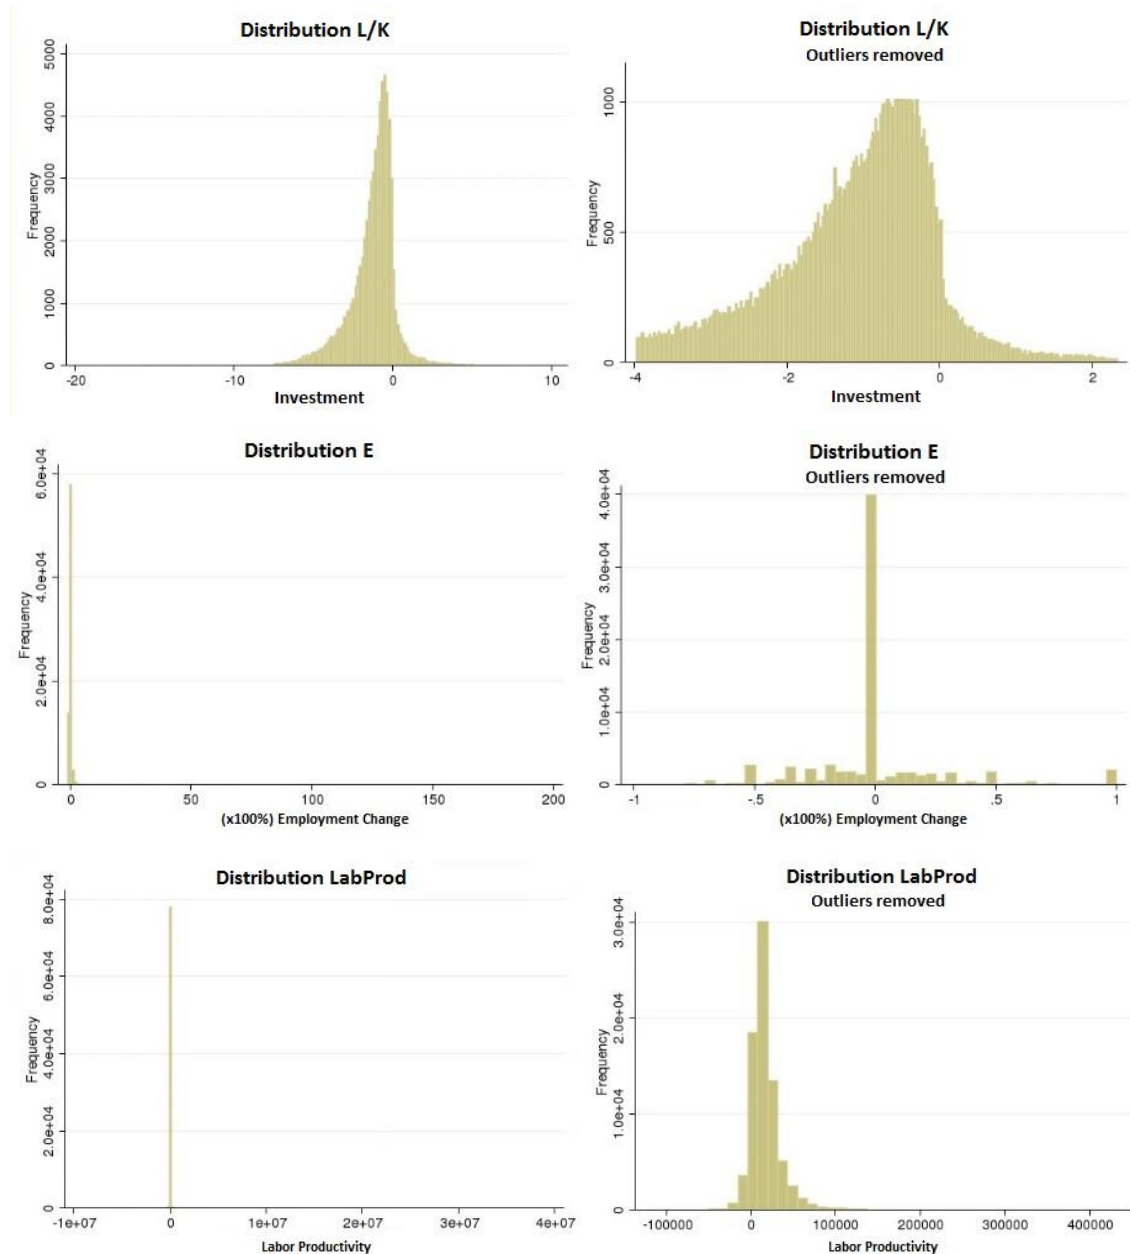 Distribution L/K
5000
4000
3000
2000
1000
0
Frequency
-20
-10
0
10
Investment
Distribution L/K
Outliers removed
1000
500
0
Frequency
-4
-2
0
2
Investment
Distribution E
6.0e+04
4.0e+04
2.0e+04
0
Frequency
0
50
100
150
200
(x100%) Employment Change
Distribution E
Outliers removed
4.0e+04
3.0e+04
2.0e+04
1.0e+04
0
Frequency
-1
-.5
0
.5
1
(x100%) Employment Change
Distribution LabProd
8.0e+04
6.0e+04
4.0e+04
2.0e+04
0
Frequency
-1e+07
0
1e+07
2e+07
3e+07
4e+07
Labor Productivity
Distribution LabProd
Outliers removed
3.0e+04
2.0e+04
1.0e+04
0
Frequency
-100000
0
100000
200000
300000
400000
Labor Productivity